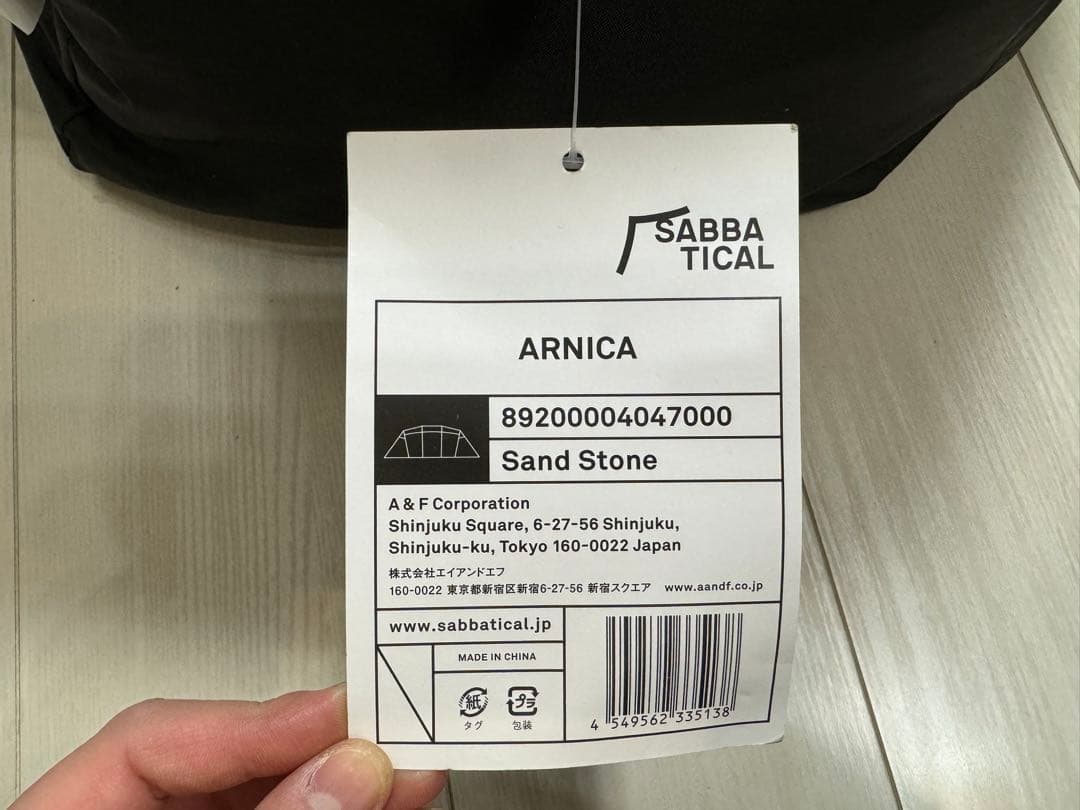 SABBA
TICAL
ARNICA
89200004047000
Sand Stone
A & F Corporation
Shinjuku Square, 6-27-56 Shinjuku,
Shinjuku-ku, Tokyo 160-0022 Japan
株式会社エイアンドエフ
160-0022 東京都新宿区新宿6-27-56 新宿スクエア www.aandf.co.jp
www.sabbatical.jp
MADE IN CHINA
紙 プラ
タグ 包装
4 549562 335138